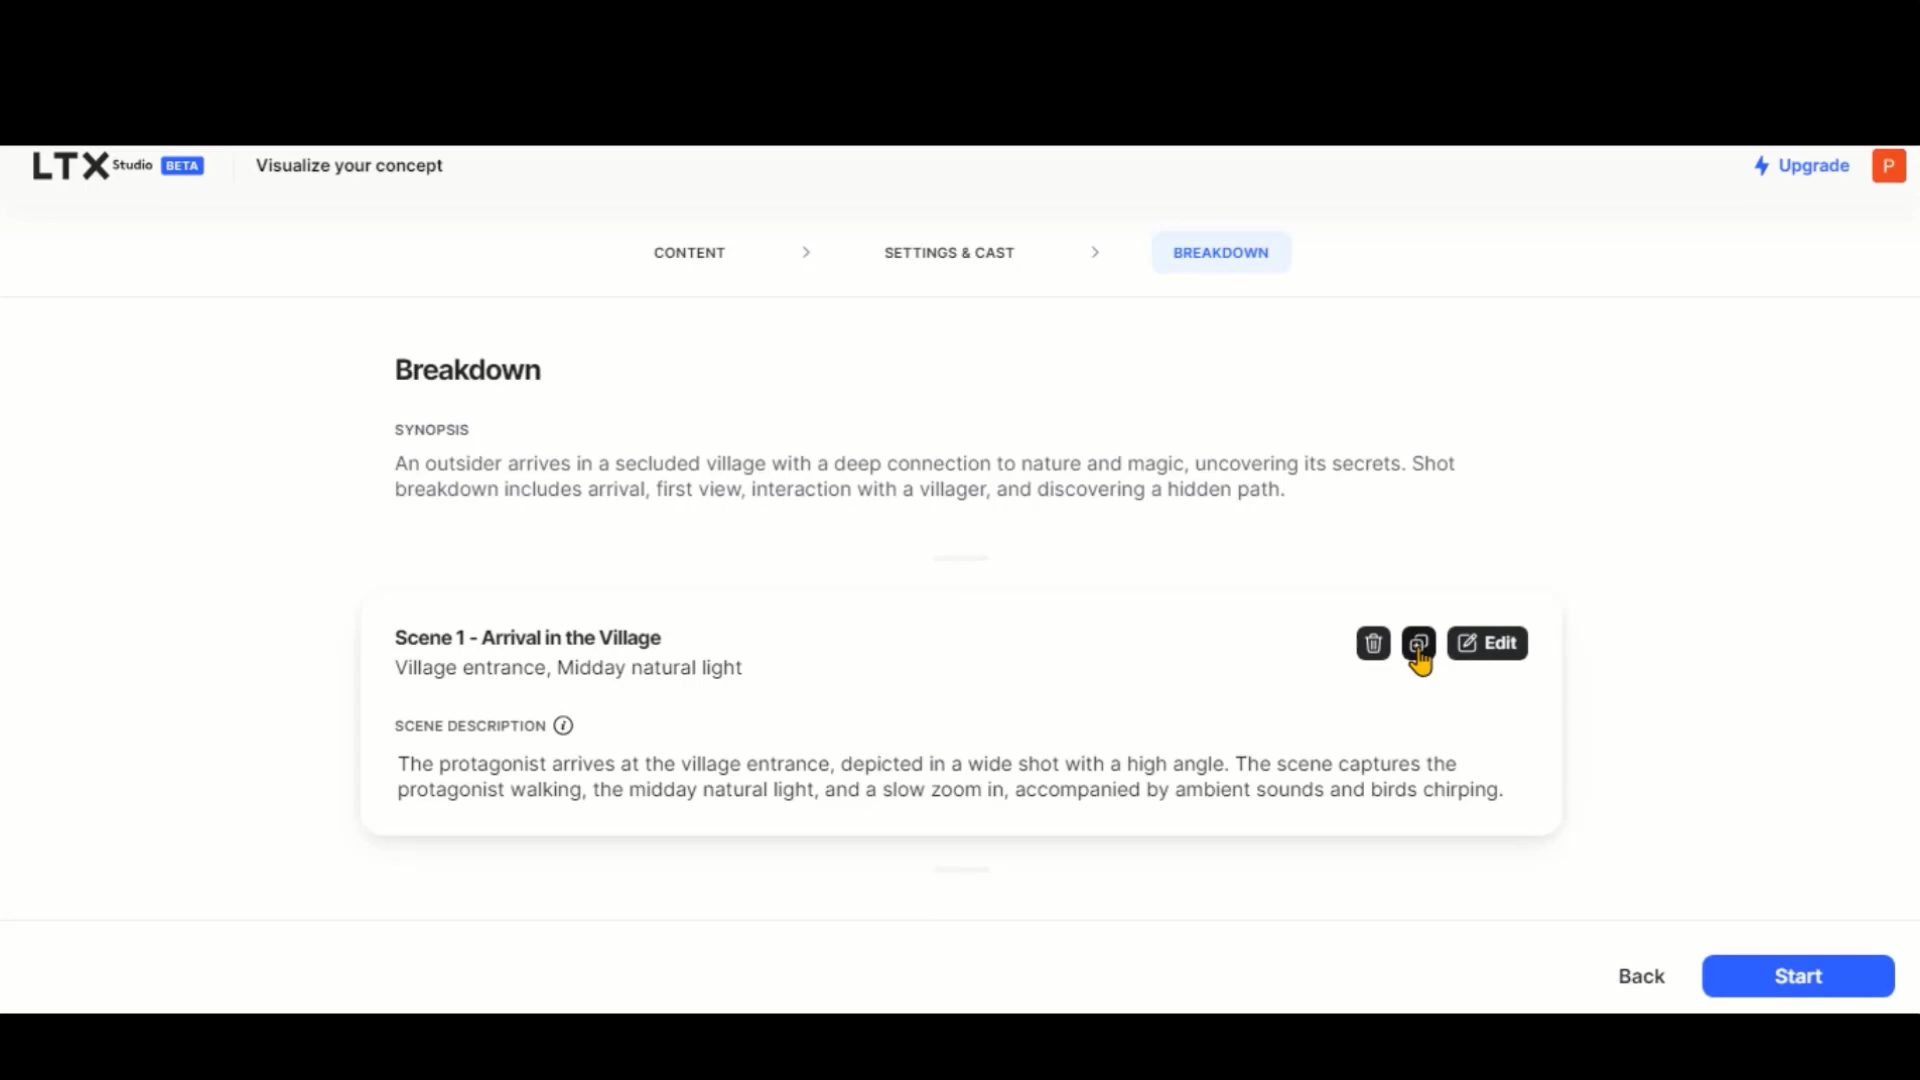 LTX Studio BETA
Visualize your concept
Upgrade
P
CONTENT
SETTINGS & CAST
BREAKDOWN
Breakdown
SYNOPSIS
An outsider arrives in a secluded village with a deep connection to nature and magic, uncovering its secrets. Shot
breakdown includes arrival, first view, interaction with a villager, and discovering a hidden path.
Scene 1 - Arrival in the Village
Edit
Village entrance, Midday natural light
SCENE DESCRIPTION
The protagonist arrives at the village entrance, depicted in a wide shot with a high angle. The scene captures the
protagonist walking, the midday natural light, and a slow zoom in, accompanied by ambient sounds and birds chirping.
Back
Start